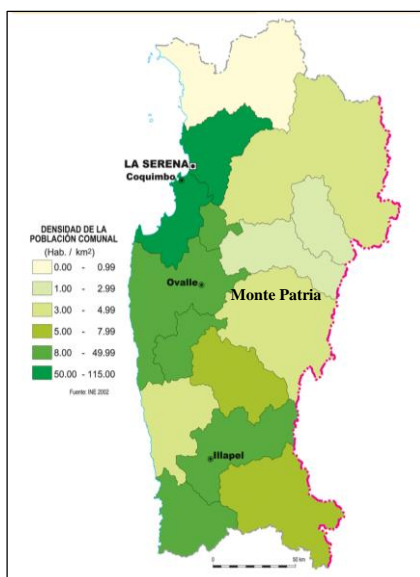 LA SERENA
Coquimbo
DENSIDAD DE LA
POBLACIÓN COMUNAL
(Hab. / km²)
0.00 - 0.99
1.00 - 2.99
3.00 - 4.99
5.00 - 7.99
8.00 - 49.99
50.00 - 115.00
Fuente: INE 2002
Ovalle
Monte Patria
Illapel
0 50 km